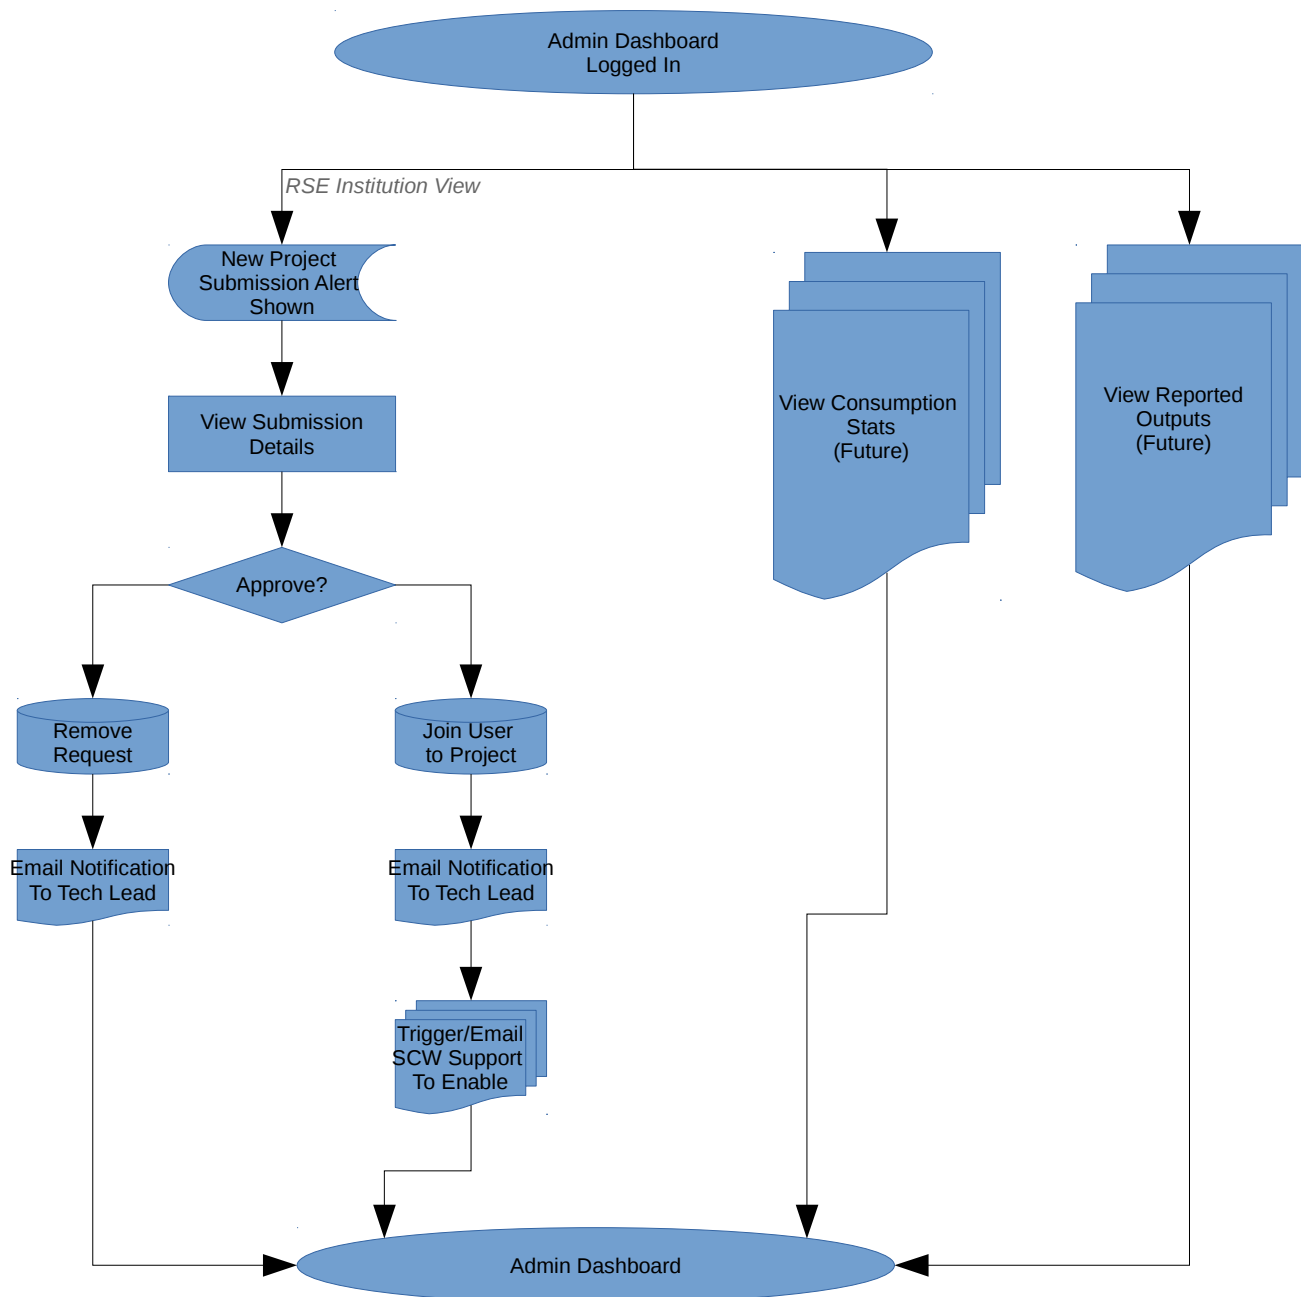 Admin Dashboard
Logged In
RSE Institution View
New Project
Submission Alert
Shown
View Submission
Details
Approve?
Remove
Request
Join User
to Project
Email Notification
To Tech Lead
Email Notification
To Tech Lead
Trigger/Email
SCW Support
To Enable
View Consumption
Stats
(Future)
View Reported
Outputs
(Future)
Admin Dashboard